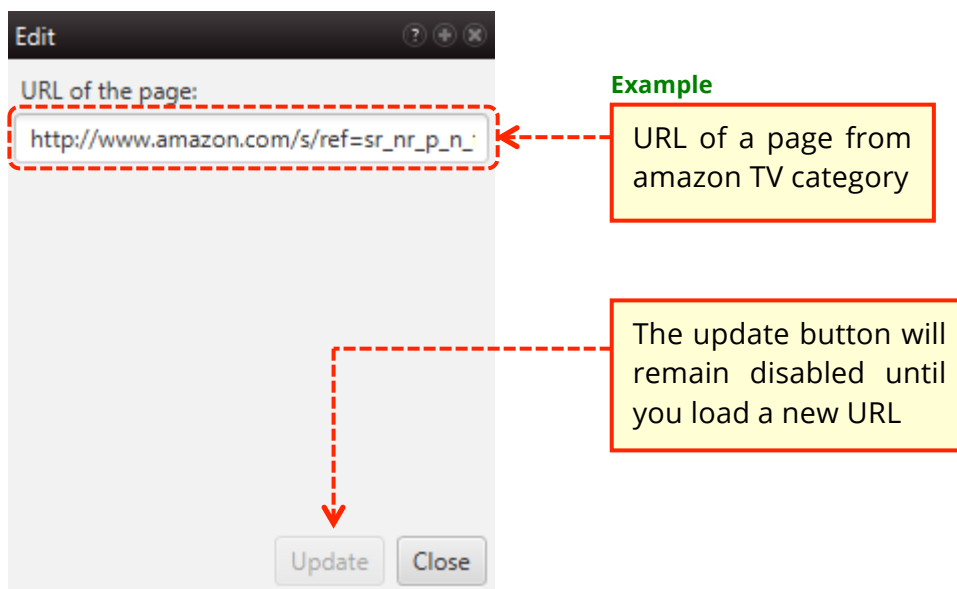 Edit
URL of the page:
http://www.amazon.com/s/ref=sr_nr_p_n_
Example
URL of a page from
amazon TV category
The update button will
remain disabled until
you load a new URL
Update Close